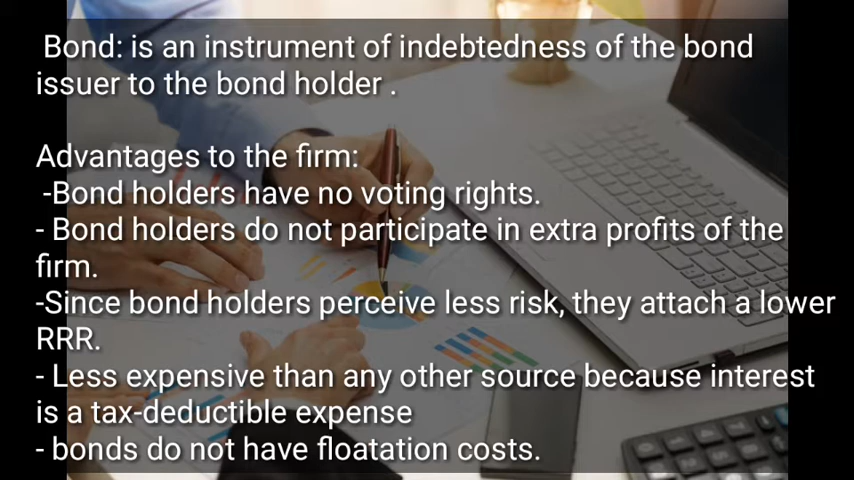 Bond: is an instrument of indebtedness of the bond
issuer to the bond holder .
Advantages to the firm:
-Bond holders have no voting rights.
- Bond holders do not participate in extra profits of the
firm.
-Since bond holders perceive less risk, they attach a lower
RRR.
- Less expensive than any other source because interest
is a tax-deductible expense
- bonds do not have floatation costs.